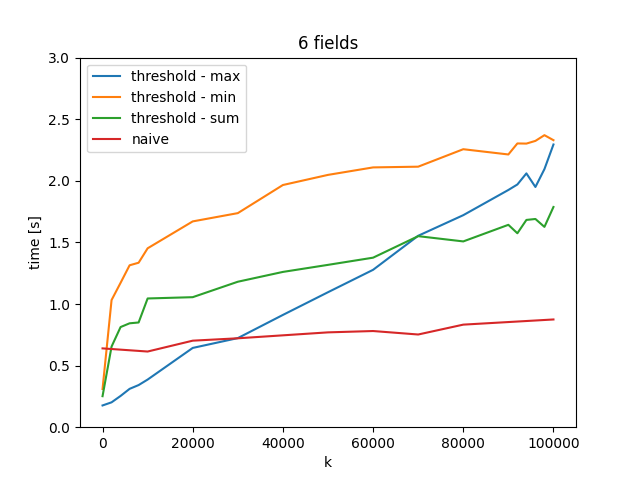 6 fields
3.0
2.5
2.0
1.5
1.0
0.5
0.0
time [s]
threshold - max
threshold - min
threshold - sum
naive
0 20000 40000 60000 80000 100000
k